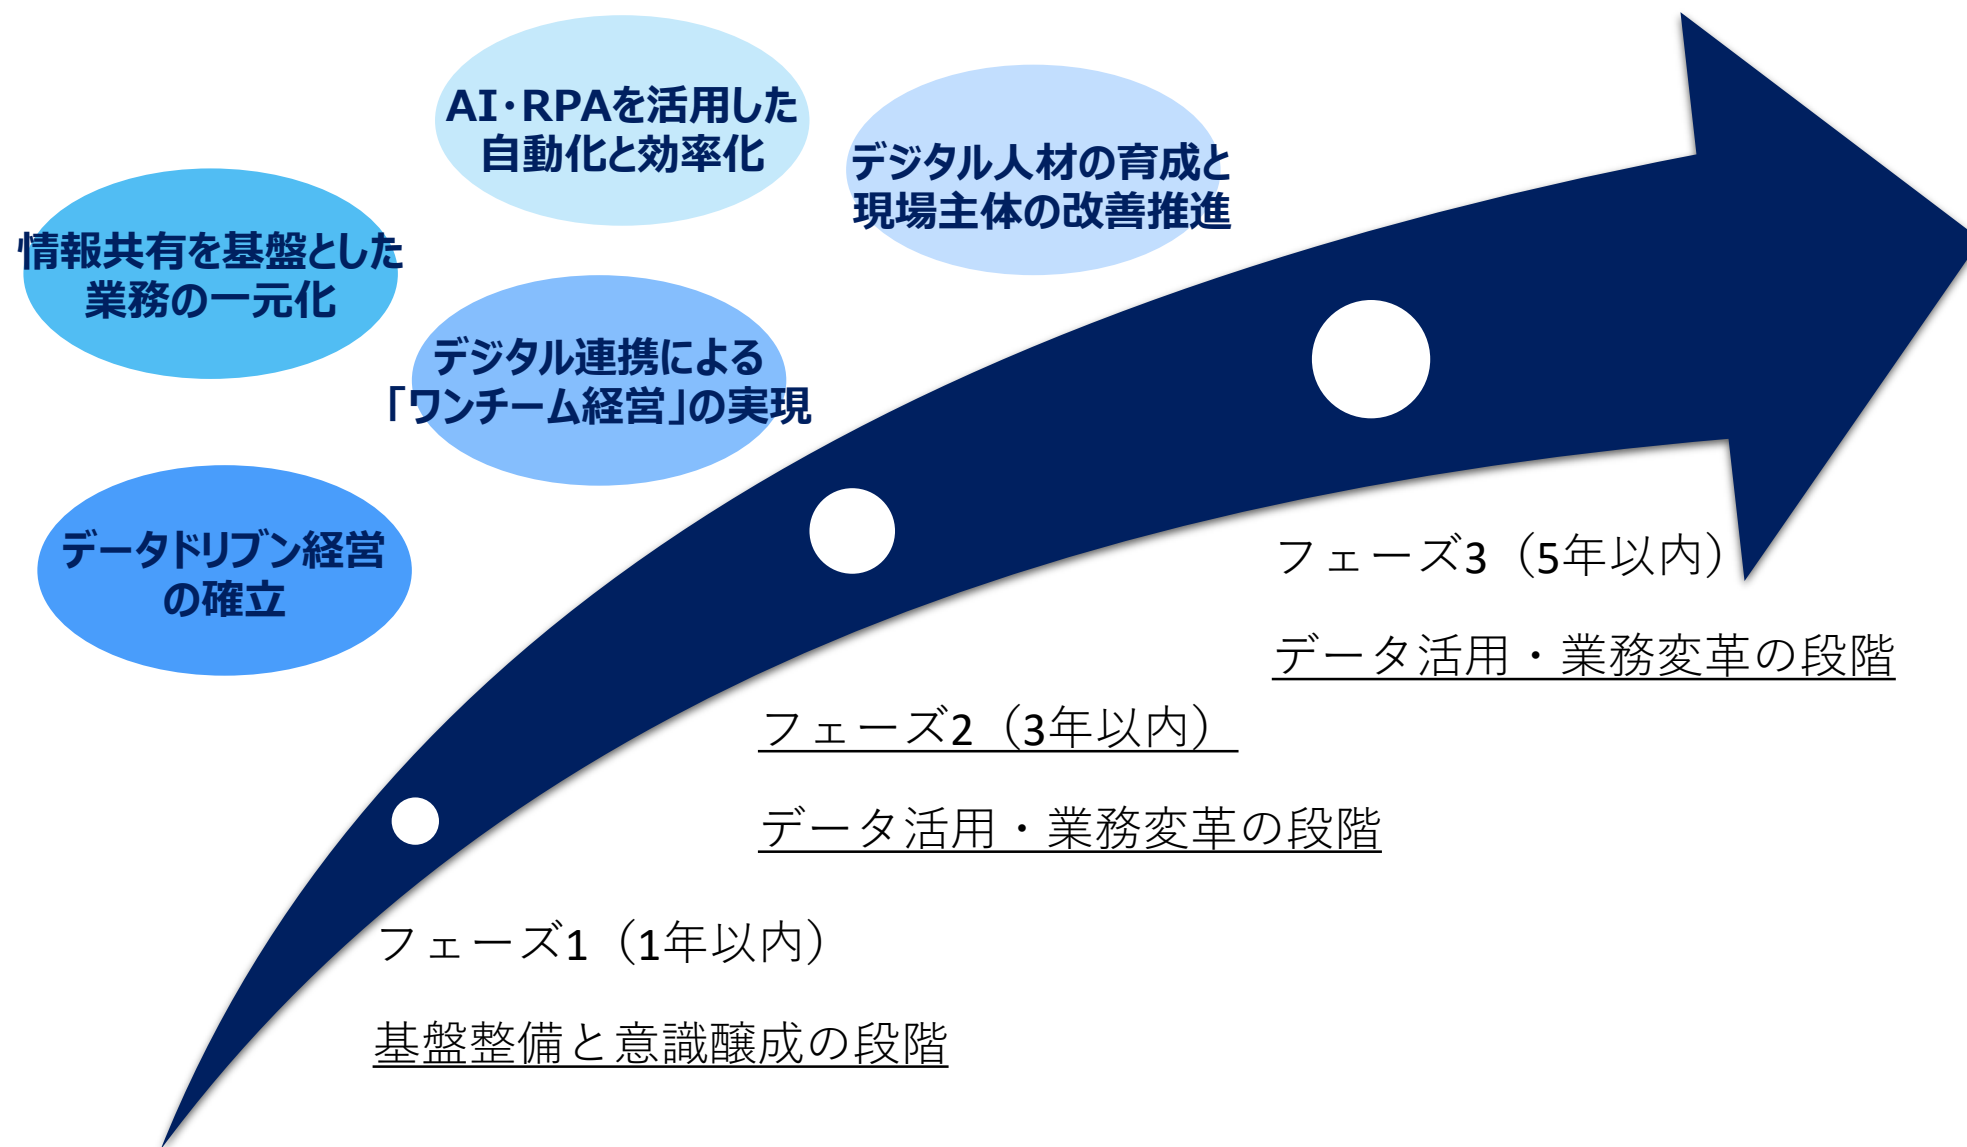 AI・RPAを活用した
自動化と効率化
デジタル人材の育成と
現場主体の改善推進
情報共有を基盤とした
業務の一元化
デジタル連携による
「ワンチーム経営」の実現
データドリブン経営
の確立
フェーズ3（5年以内）
データ活用・業務変革の段階
フェーズ2（3年以内）
データ活用・業務変革の段階
フェーズ1（1年以内）
基盤整備と意識醸成の段階